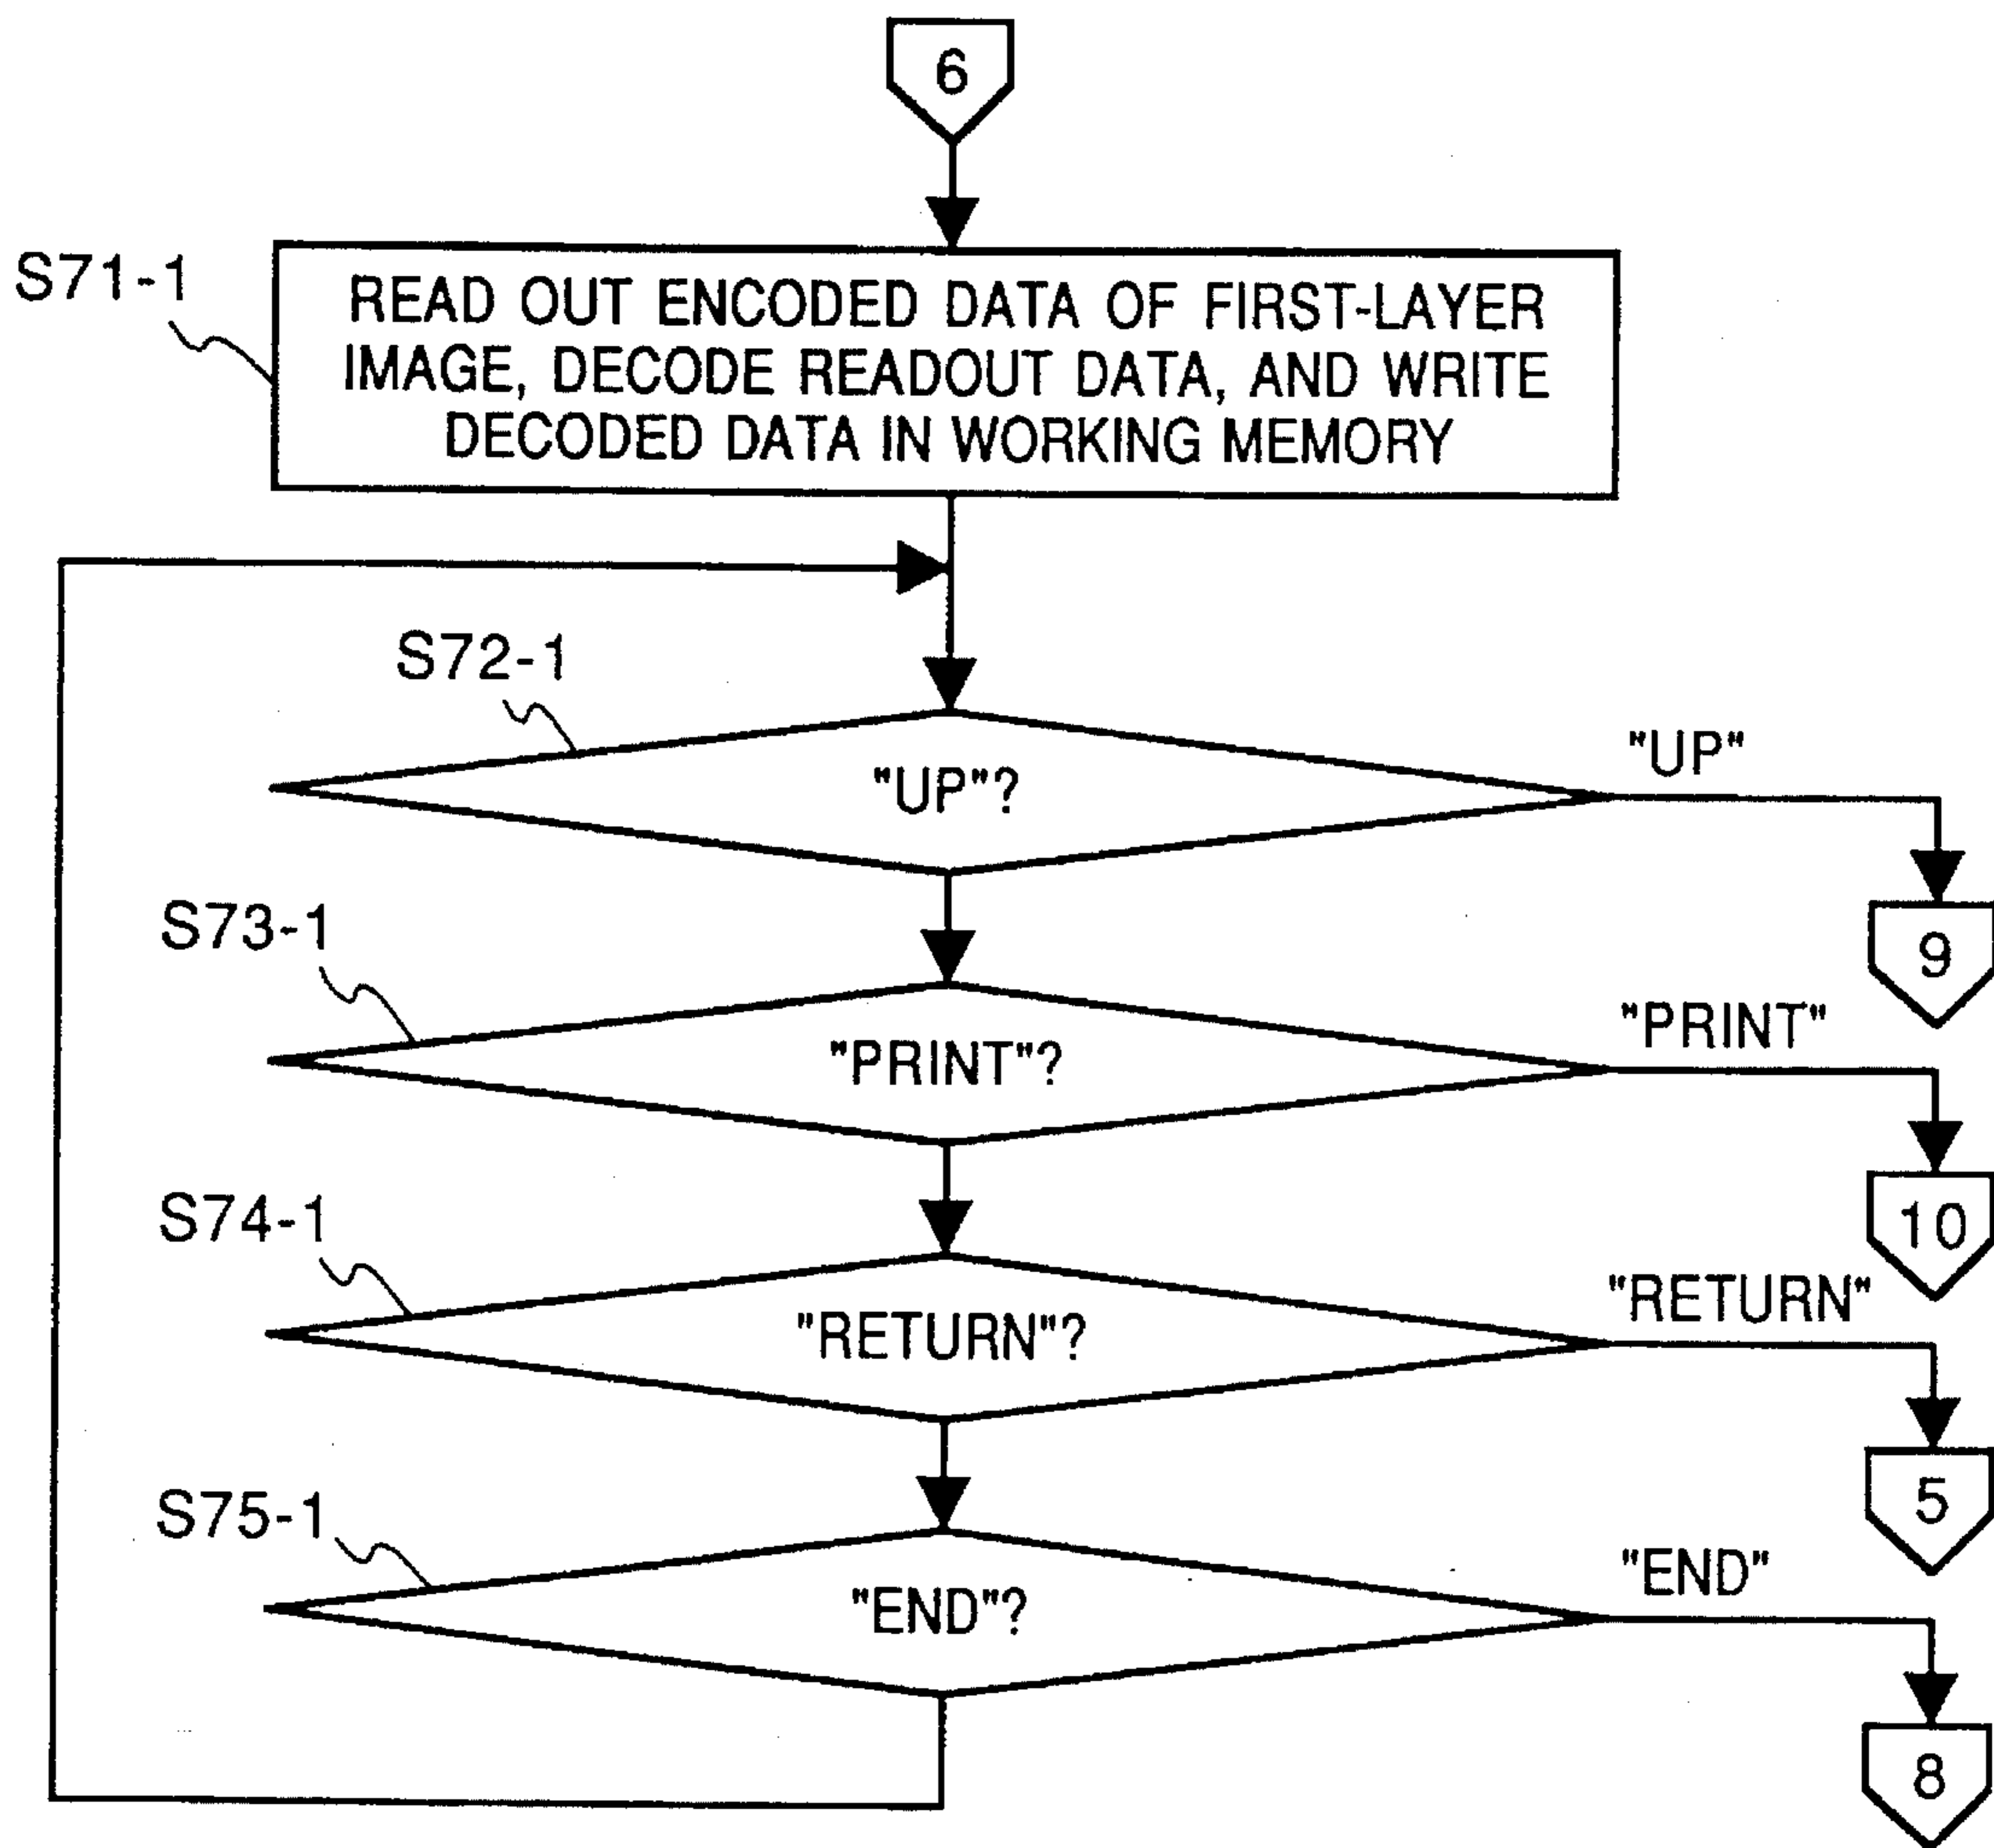 6
S71-1
READ OUT ENCODED DATA OF FIRST-LAYER
IMAGE, DECODE READOUT DATA, AND WRITE
DECODED DATA IN WORKING MEMORY
S72-1
"UP"?
"UP"
9
S73-1
"PRINT"?
"PRINT"
10
S74-1
"RETURN"?
"RETURN"
5
S75-1
"END"?
"END"
8